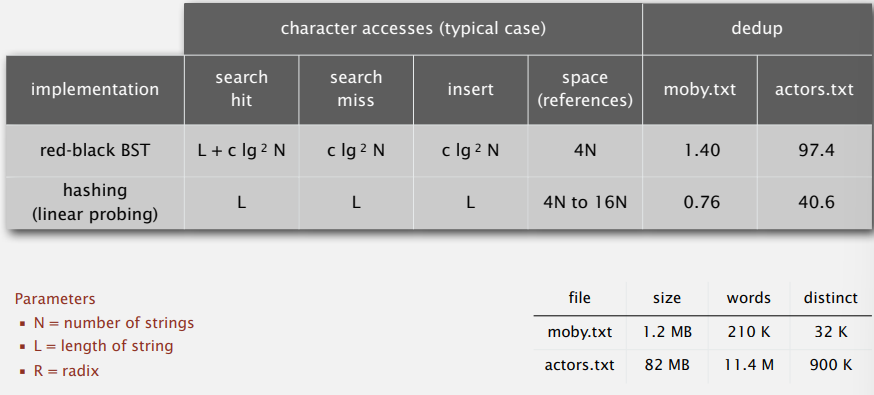 character accesses (typical case) dedup
implementation search hit search miss insert space (references) moby.txt actors.txt
red-black BST L + c lg ² N c lg ² N c lg ² N 4N 1.40 97.4
hashing (linear probing) L L L 4N to 16N 0.76 40.6
Parameters
▪ N = number of strings
▪ L = length of string
▪ R = radix
file size words distinct
moby.txt 1.2 MB 210 K 32 K
actors.txt 82 MB 11.4 M 900 K